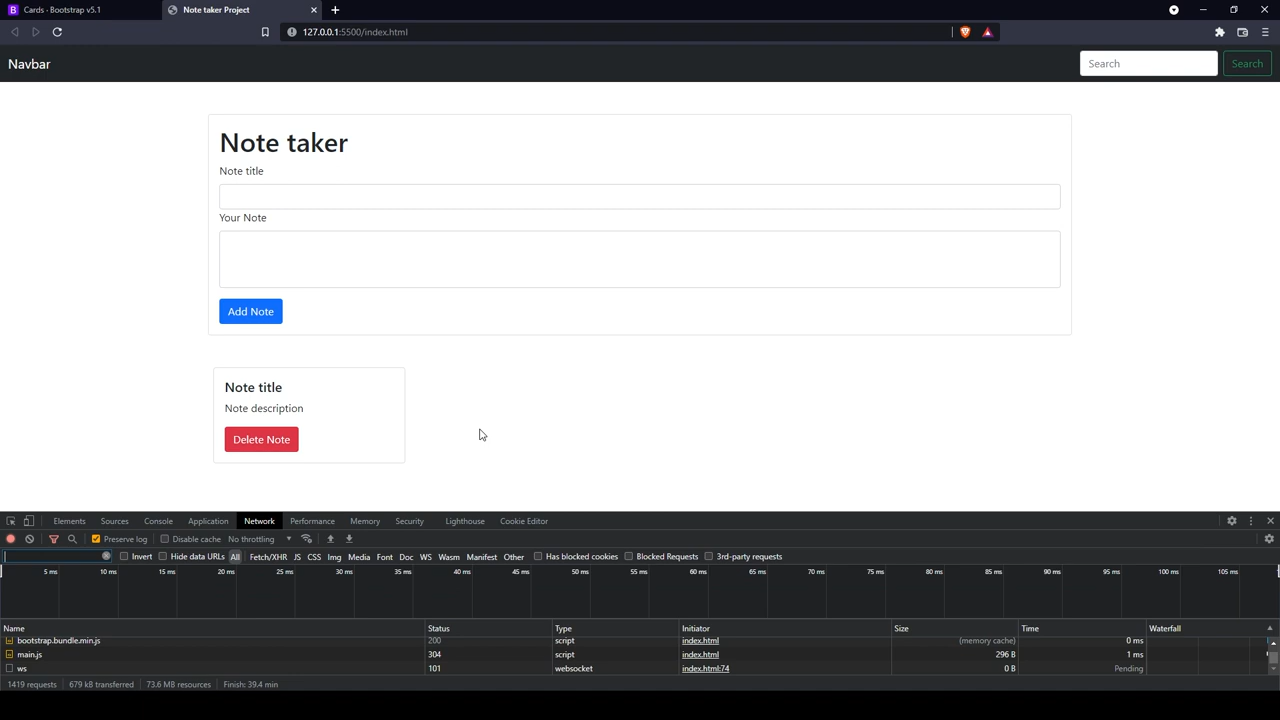 Cards · Bootstrap v5.1
Note taker Project
127.0.0.1:5500/index.html
Navbar
Search
Search
Note taker
Note title
Your Note
Add Note
Note title
Note description
Delete Note
Elements Sources Console Application Network Performance Memory Security Lighthouse Cookie Editor
Preserve log Disable cache No throttling
Invert Hide data URLs All Fetch/XHR JS CSS Img Media Font Doc WS Wasm Manifest Other Has blocked cookies Blocked Requests 3rd-party requests
5 ms 10 ms 15 ms 20 ms 25 ms 30 ms 35 ms 40 ms 45 ms 50 ms 55 ms 60 ms 65 ms 70 ms 75 ms 80 ms 85 ms 90 ms 95 ms 100 ms 105 ms
Name Status Type Initiator Size Time Waterfall
bootstrap.bundle.min.js 200 script index.html (memory cache) 0 ms
main.js 304 script index.html 296 B 1 ms
ws 101 websocket index.html:74 0 B Pending
1419 requests 679 kB transferred 73.6 MB resources Finish: 39.4 min